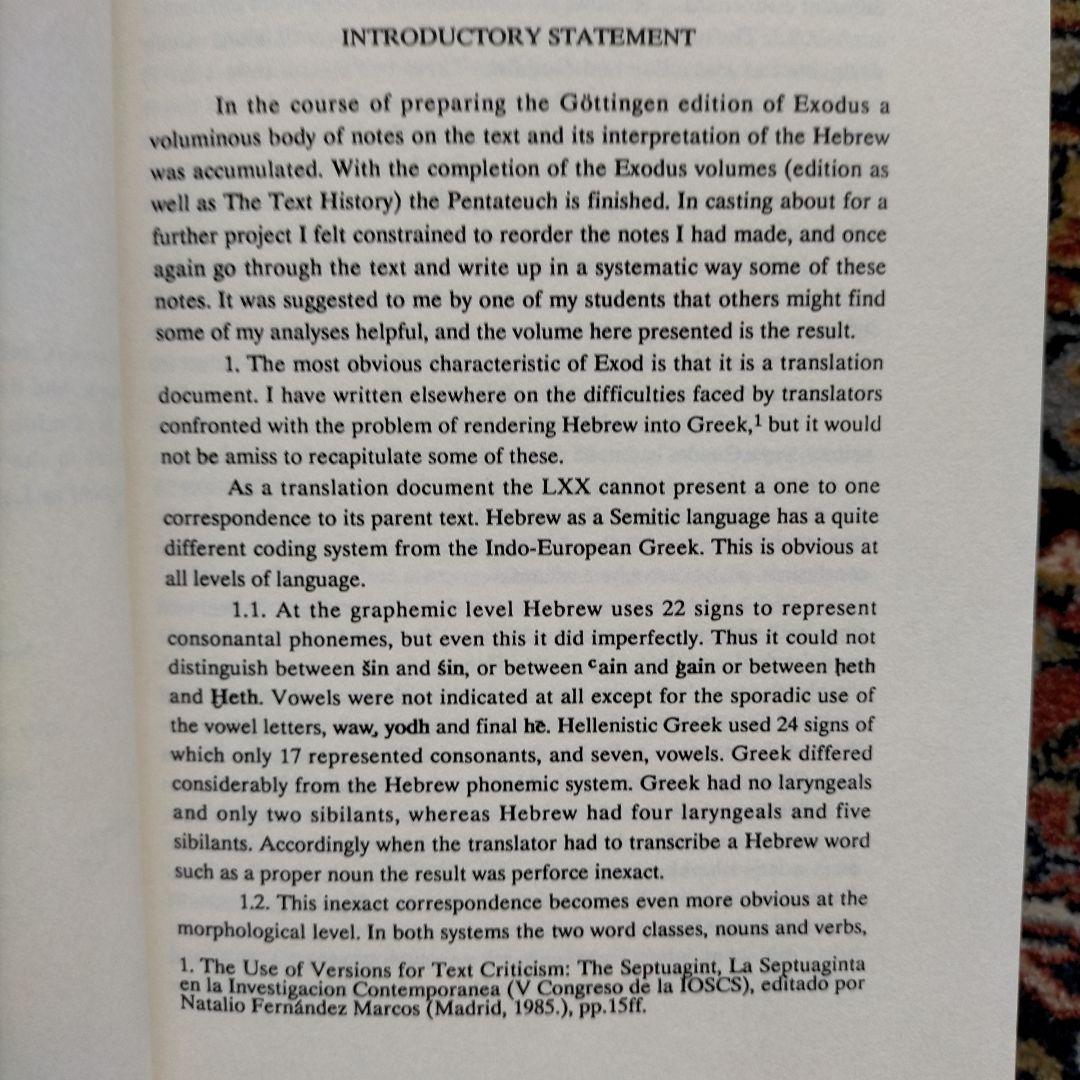 INTRODUCTORY STATEMENT
In the course of preparing the Göttingen edition of Exodus a
voluminous body of notes on the text and its interpretation of the Hebrew
was accumulated. With the completion of the Exodus volumes (edition as
well as The Text History) the Pentateuch is finished. In casting about for a
further project I felt constrained to reorder the notes I had made, and once
again go through the text and write up in a systematic way some of these
notes. It was suggested to me by one of my students that others might find
some of my analyses helpful, and the volume here presented is the result.
1. The most obvious characteristic of Exod is that it is a translation
document. I have written elsewhere on the difficulties faced by translators
confronted with the problem of rendering Hebrew into Greek,¹ but it would
not be amiss to recapitulate some of these.
As a translation document the LXX cannot present a one to one
correspondence to its parent text. Hebrew as a Semitic language has a quite
different coding system from the Indo-European Greek. This is obvious at
all levels of language.
1.1. At the graphemic level Hebrew uses 22 signs to represent
consonantal phonemes, but even this it did imperfectly. Thus it could not
distinguish between šin and śin, or between ʿain and ġain or between ḥeth
and Ḫeth. Vowels were not indicated at all except for the sporadic use of
the vowel letters, waw, yodh and final hē. Hellenistic Greek used 24 signs of
which only 17 represented consonants, and seven, vowels. Greek differed
considerably from the Hebrew phonemic system. Greek had no laryngeals
and only two sibilants, whereas Hebrew had four laryngeals and five
sibilants. Accordingly when the translator had to transcribe a Hebrew word
such as a proper noun the result was perforce inexact.
1.2. This inexact correspondence becomes even more obvious at the
morphological level. In both systems the two word classes, nouns and verbs,
1. The Use of Versions for Text Criticism: The Septuagint, La Septuaginta
en la Investigacion Contemporanea (V Congreso de la IOSCS), editado por
Natalio Fernández Marcos (Madrid, 1985.), pp.15ff.